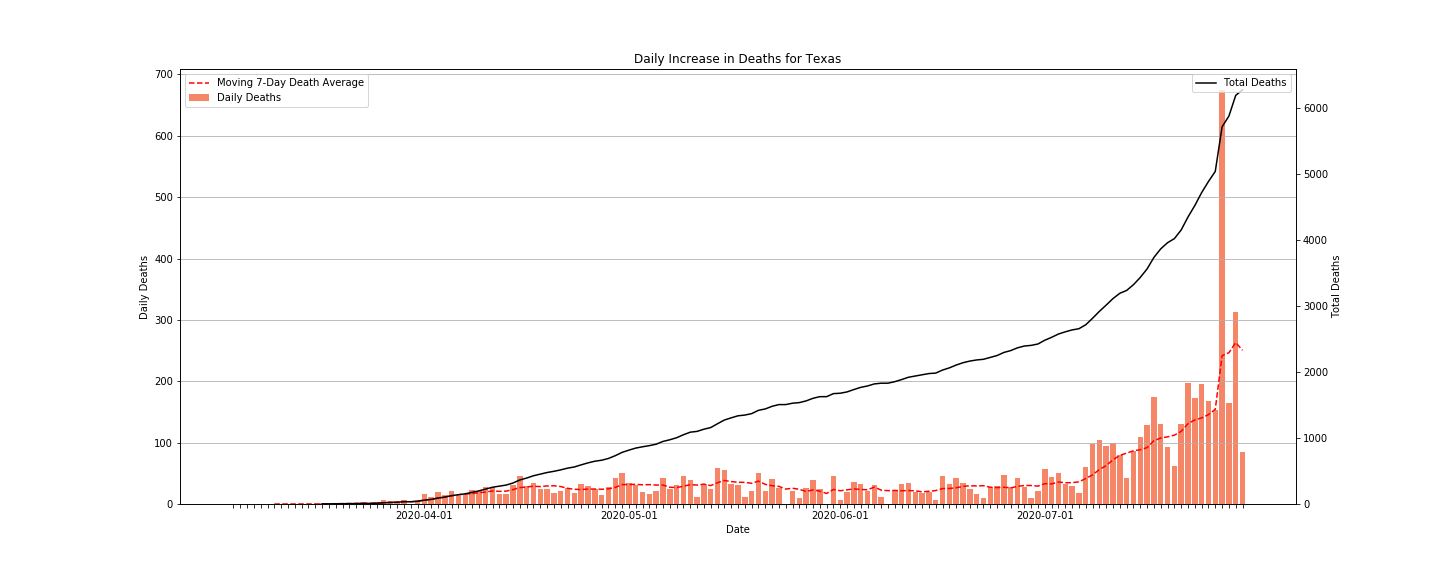 Daily Increase in Deaths for Texas
Moving 7-Day Death Average
Daily Deaths
Total Deaths
700
600
500
400
300
200
100
0
Daily Deaths
6000
5000
4000
3000
2000
1000
0
Total Deaths
2020-04-01 2020-05-01 2020-06-01 2020-07-01
Date